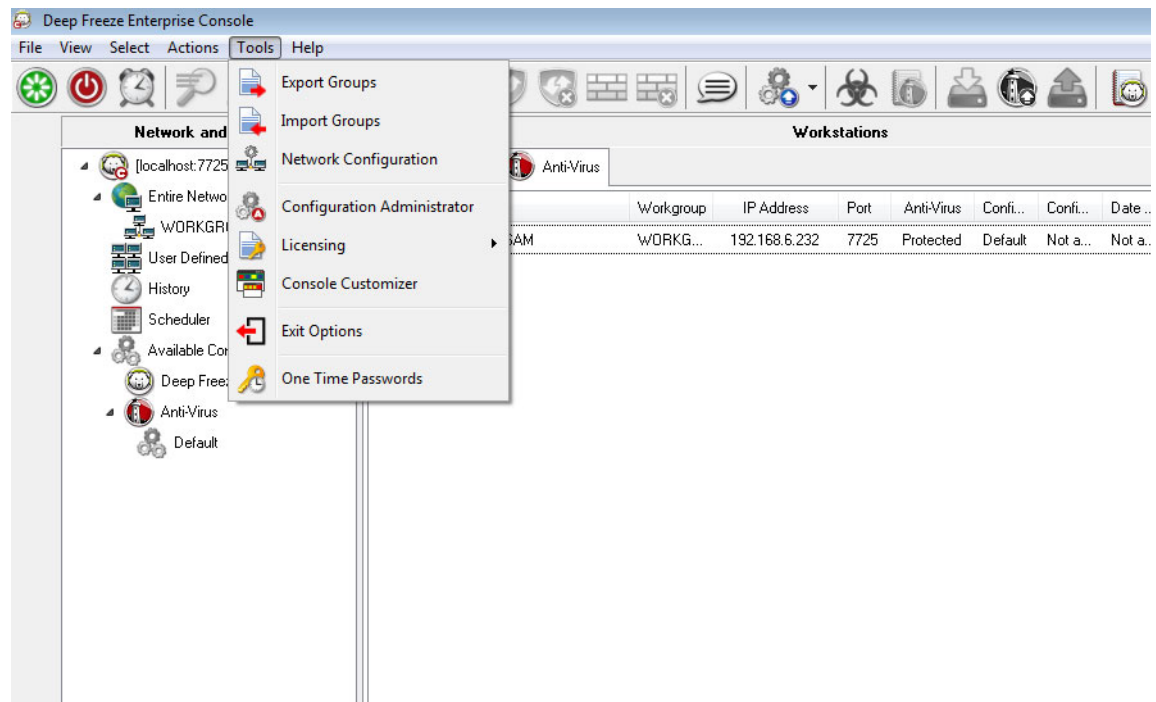 Deep Freeze Enterprise Console
File View Select Actions Tools Help
Export Groups
Import Groups
Network Configuration
Configuration Administrator
Licensing
Console Customizer
Exit Options
One Time Passwords
Network and
[localhost:7725
Entire Netwo
WORKGR
User Defined
History
Scheduler
Available Co
Deep Free
Anti-Virus
Default
Workstations
Anti-Virus
Workgroup IP Address Port Anti-Virus Confi... Confi... Date ...
SAM WORKG... 192.168.6.232 7725 Protected Default Not a... Not a...